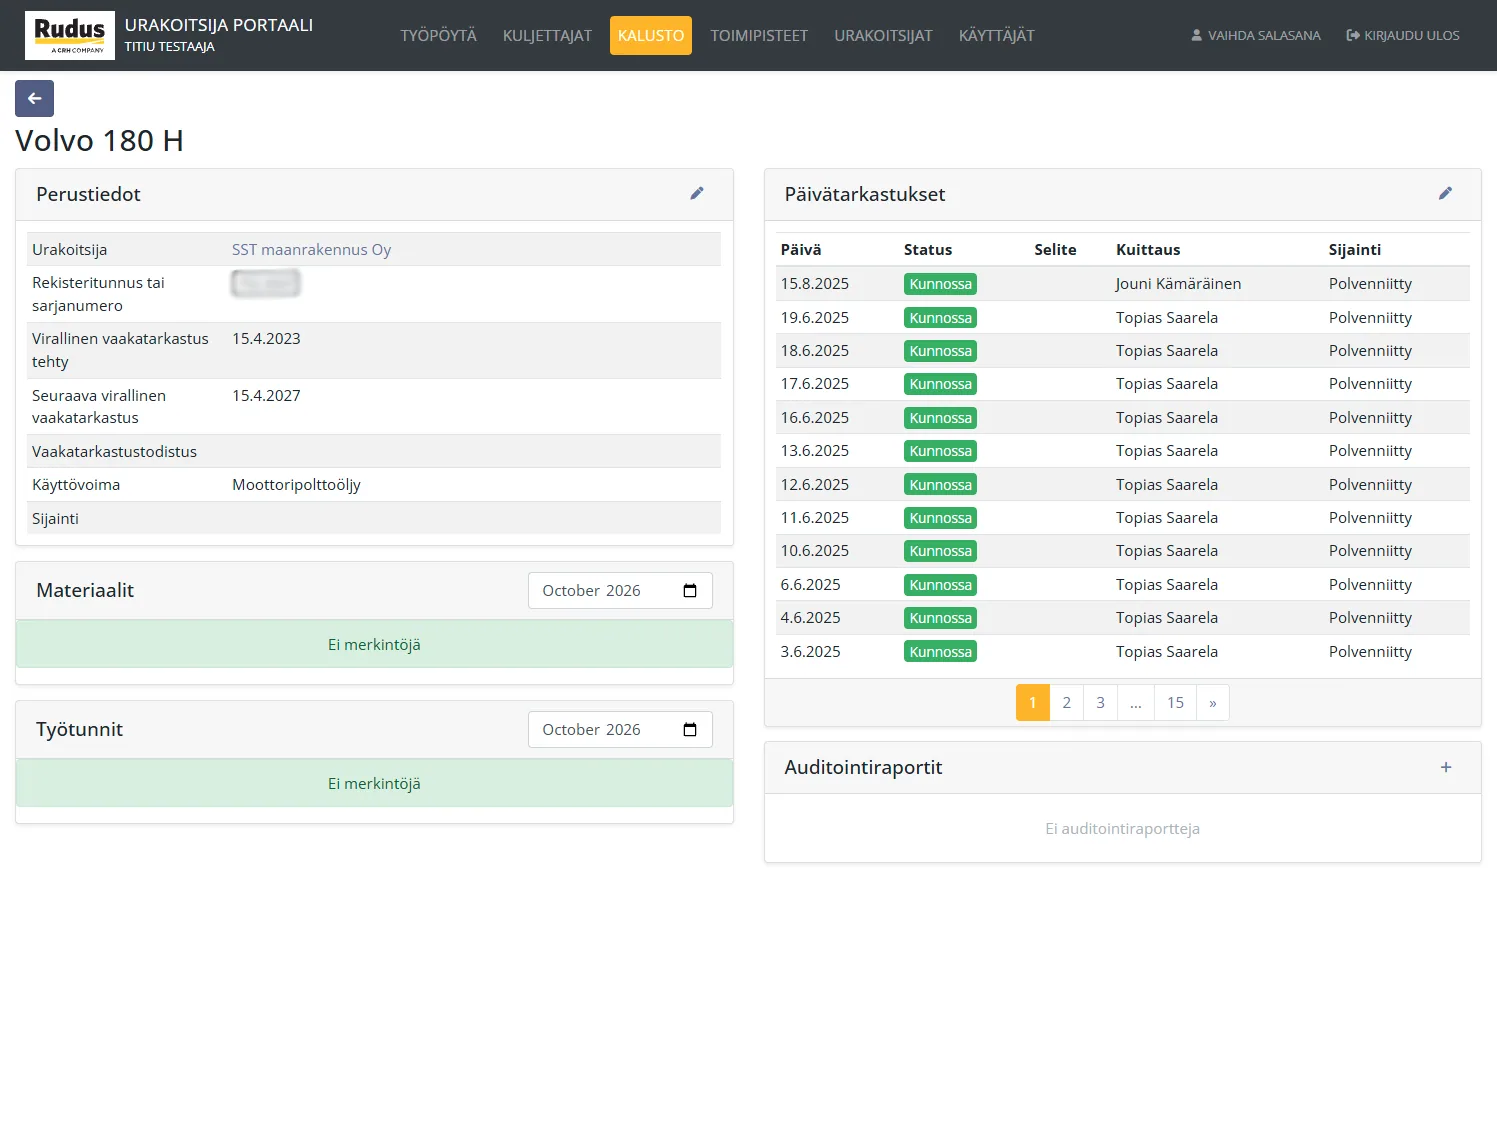 Rudus
A CRH COMPANY
URAKOITSIJA PORTAALI
TITIU TESTAAJA
TYÖPÖYTÄ KULJETTAJAT KALUSTO TOIMIPISTEET URAKOITSIJAT KÄYTTÄJÄT
VAIHDA SALASANA KIRJAUDU ULOS
Volvo 180 H
Perustiedot
Urakoitsija SST maanrakennus Oy
Rekisteritunnus tai
sarjanumero
Virallinen vaakatarkastus 15.4.2023
tehty
Seuraava virallinen 15.4.2027
vaakatarkastus
Vaakatarkastustodistus
Käyttövoima Moottoripolttoöljy
Sijainti
Materiaalit October 2026
Ei merkintöjä
Työtunnit October 2026
Ei merkintöjä
Päivätarkastukset
Päivä Status Selite Kuittaus Sijainti
15.8.2025 Kunnossa Jouni Kämäräinen Polvenniitty
19.6.2025 Kunnossa Topias Saarela Polvenniitty
18.6.2025 Kunnossa Topias Saarela Polvenniitty
17.6.2025 Kunnossa Topias Saarela Polvenniitty
16.6.2025 Kunnossa Topias Saarela Polvenniitty
13.6.2025 Kunnossa Topias Saarela Polvenniitty
12.6.2025 Kunnossa Topias Saarela Polvenniitty
11.6.2025 Kunnossa Topias Saarela Polvenniitty
10.6.2025 Kunnossa Topias Saarela Polvenniitty
6.6.2025 Kunnossa Topias Saarela Polvenniitty
4.6.2025 Kunnossa Topias Saarela Polvenniitty
3.6.2025 Kunnossa Topias Saarela Polvenniitty
1 2 3 ... 15 »
Auditointiraportit +
Ei auditointiraportteja